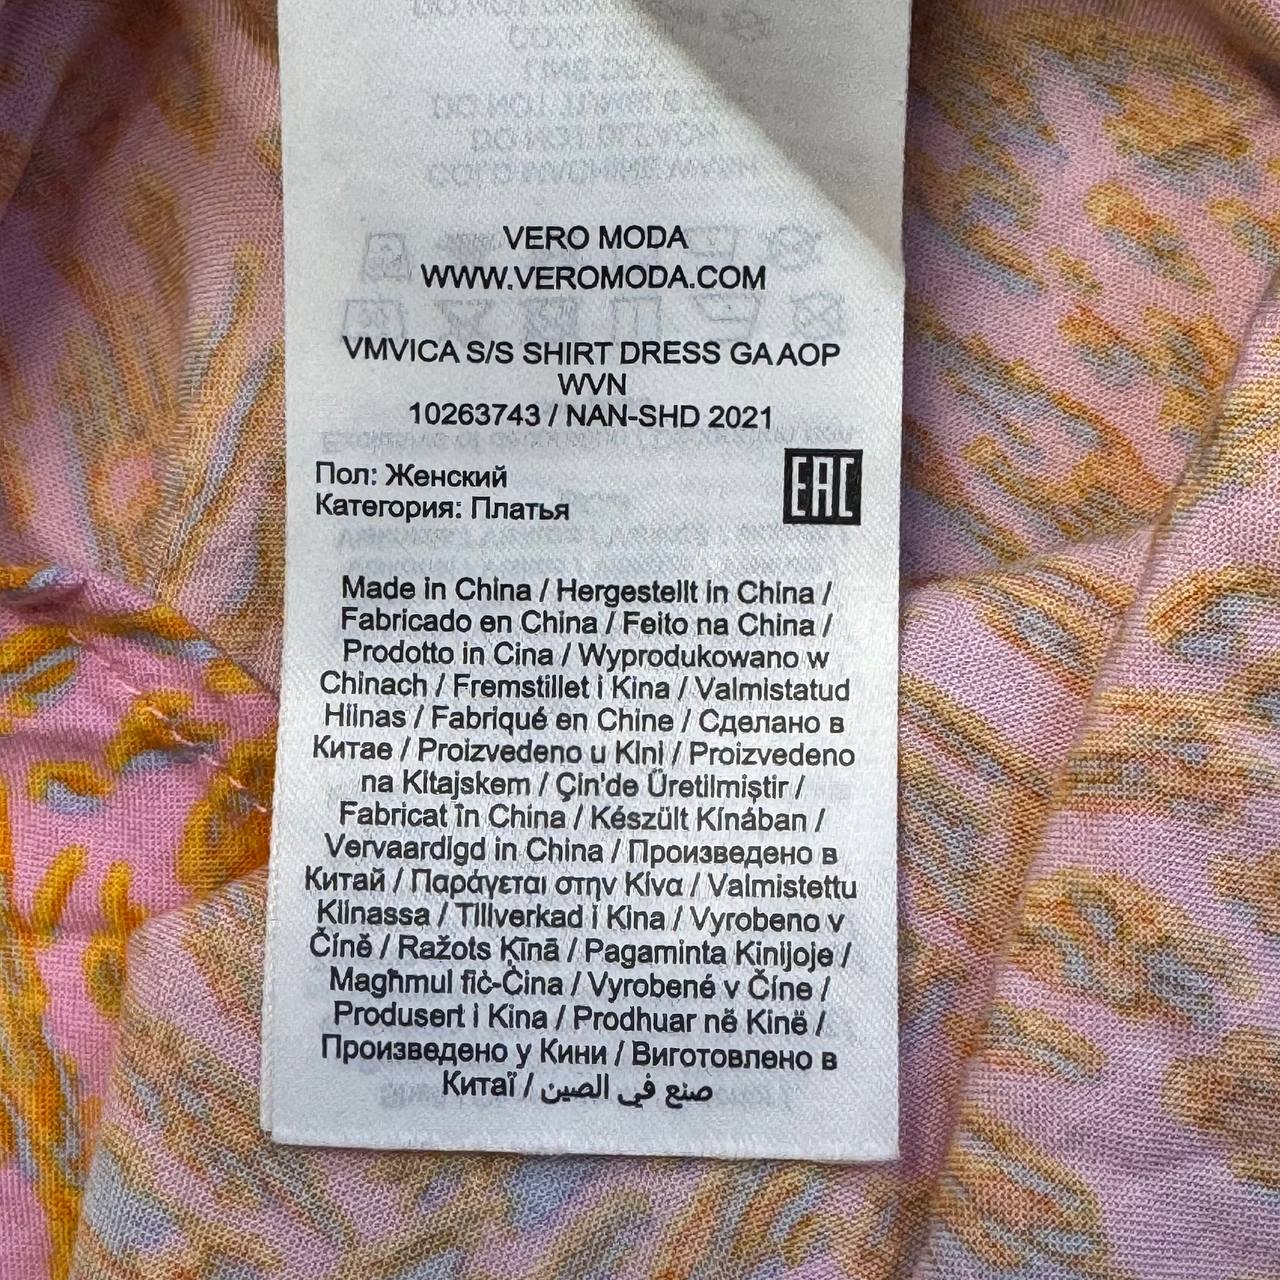 VERO MODA
WWW.VEROMODA.COM
VMVICA S/S SHIRT DRESS GA AOP
WVN
10263743 / NAN-SHD 2021
Пол: Женский
Категория: Платья
EAC
Made in China / Hergestellt in China /
Fabricado en China / Feito na China /
Prodotto in Cina / Wyprodukowano w
Chinach / Fremstillet i Kina / Valmistatud
Hiinas / Fabriqué en Chine / Сделано в
Китае / Proizvedeno u Kini / Proizvedeno
na Kitajskem / Çin'de Üretilmiştir /
Fabricat în China / Készült Kínában /
Vervaardigd in China / Произведено в
Китай / Παράγεται στην Κίνα / Valmistettu
Kiinassa / Tillverkad i Kina / Vyrobeno v
Číně / Ražots Ķīnā / Pagaminta Kinijoje /
Magħmul fiċ-Ċina / Vyrobené v Číne /
Produsert i Kina / Prodhuar në Kinë /
Произведено у Кини / Виготовлено в
Китаї / صنع في الصين